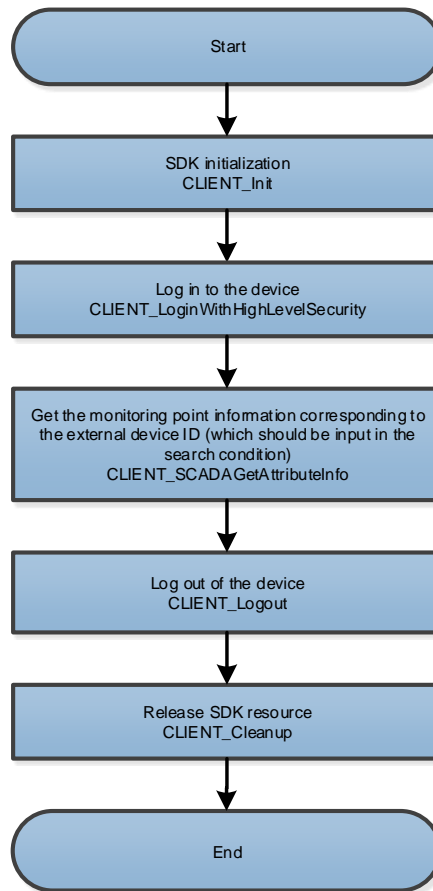 Start
SDK initialization
CLIENT_Init
Log in to the device
CLIENT_LoginWithHighLevelSecurity
Get the monitoring point information corresponding to
the external device ID (which should be input in the
search condition)
CLIENT_SCADAGetAttributeInfo
Log out of the device
CLIENT_Logout
Release SDK resource
CLIENT_Cleanup
End